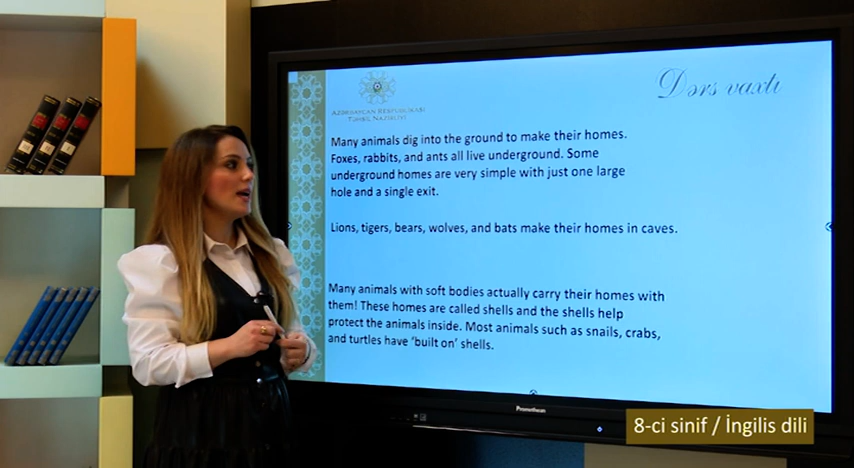 Dərs vaxtı
AZƏRBAYCAN RESPUBLİKASI
TƏHSİL NAZİRLİYİ
Many animals dig into the ground to make their homes.
Foxes, rabbits, and ants all live underground. Some
underground homes are very simple with just one large
hole and a single exit.
Lions, tigers, bears, wolves, and bats make their homes in caves.
Many animals with soft bodies actually carry their homes with
them! These homes are called shells and the shells help
protect the animals inside. Most animals such as snails, crabs,
and turtles have ‘built on’ shells.
Promethean
8-ci sinif / İngilis dili